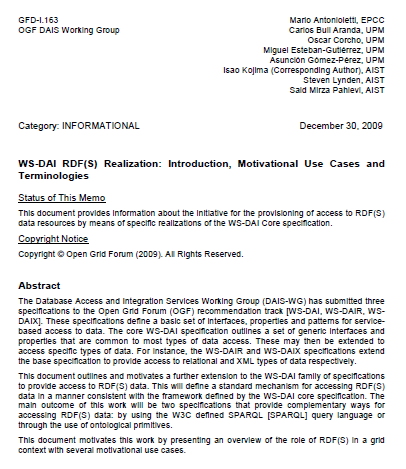 GFD-I.163
OGF DAIS Working Group
Mario Antonioletti, EPCC
Carlos Buil Aranda, UPM
Oscar Corcho, UPM
Miguel Esteban-Gutiérrez, UPM
Asunción Gómez-Pérez, UPM
Isao Kojima (Corresponding Author), AIST
Steven Lynden, AIST
Said Mirza Pahlevi, AIST
Category: INFORMATIONAL
December 30, 2009
WS-DAI RDF(S) Realization: Introduction, Motivational Use Cases and
Terminologies
Status of This Memo
This document provides information about the initiative for the provisioning of access to RDF(S)
data resources by means of specific realizations of the WS-DAI Core specification.
Copyright Notice
Copyright © Open Grid Forum (2009). All Rights Reserved.
Abstract
The Database Access and Integration Services Working Group (DAIS-WG) has submitted three
specifications to the Open Grid Forum (OGF) recommendation track [WS-DAI, WS-DAIR, WS-
DAIX]. These specifications define a basic set of interfaces, properties and patterns for service-
based access to data. The core WS-DAI specification outlines a set of generic interfaces and
properties that are common to most types of data access. These may then be extended to
access specific types of data. For instance, the WS-DAIR and WS-DAIX specifications extend
the base specification to provide access to relational and XML types of data respectively.
This document outlines and motivates a further extension to the WS-DAI family of specifications
to provide access to RDF(S) data. This will define a standard mechanism for accessing RDF(S)
data in a manner consistent with the framework defined by the WS-DAI core specification. The
main outcome of this work will be two specifications that provide complementary ways for
accessing RDF(S) data: by using the W3C defined SPARQL [SPARQL] query language or
through the use of ontological primitives.
This document motivates this work by presenting an overview of the role of RDF(S) in a grid
context with several motivational use cases.